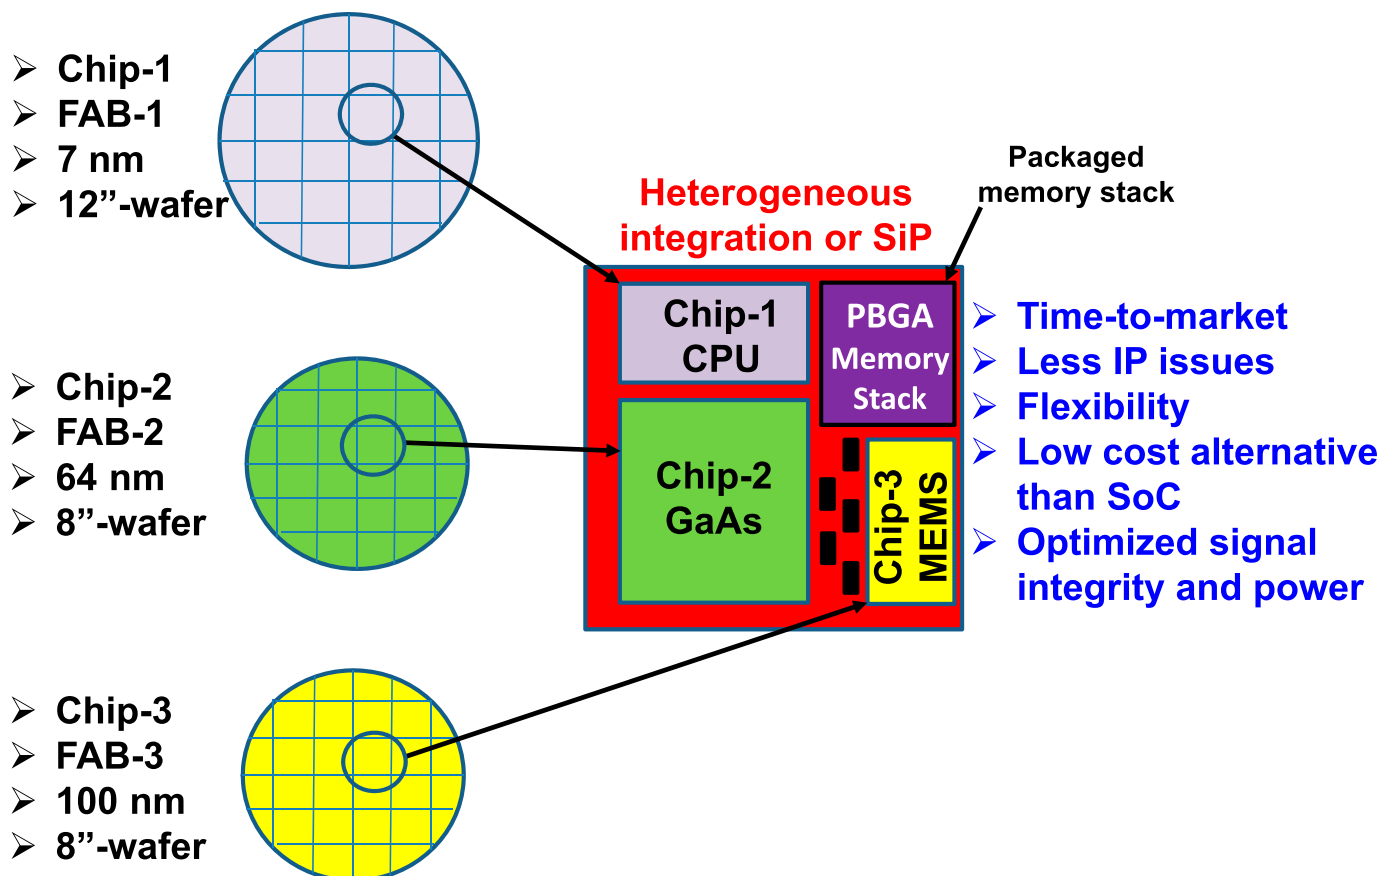 ➢ Chip-1
➢ FAB-1
➢ 7 nm
➢ 12”-wafer
➢ Chip-2
➢ FAB-2
➢ 64 nm
➢ 8”-wafer
➢ Chip-3
➢ FAB-3
➢ 100 nm
➢ 8”-wafer
Heterogeneous
integration or SiP
Packaged
memory stack
Chip-1
CPU
PBGA
Memory
Stack
Chip-2
GaAs
Chip-3
MEMS
➢ Time-to-market
➢ Less IP issues
➢ Flexibility
➢ Low cost alternative
than SoC
➢ Optimized signal
integrity and power